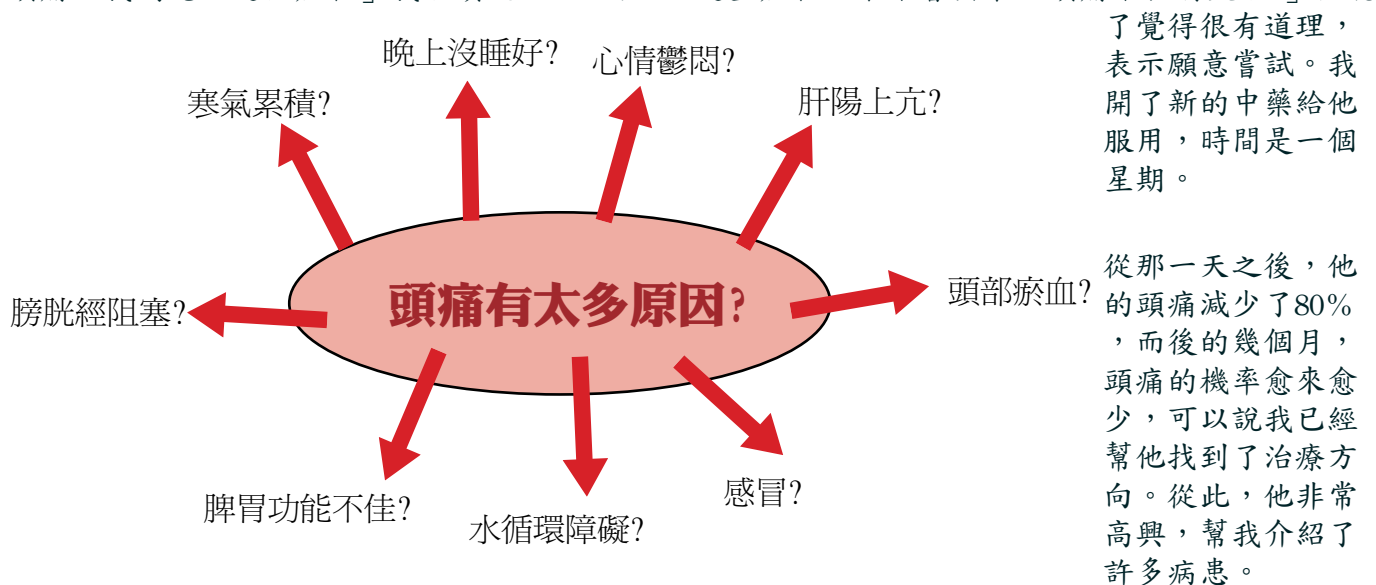 了覺得很有道理，
表示願意嘗試。我
開了新的中藥給他
服用，時間是一個
星期。
從那一天之後，他
的頭痛減少了80%
，而後的幾個月，
頭痛的機率愈來愈
少，可以說我已經
幫他找到了治療方
向。從此，他非常
高興，幫我介紹了
許多病患。
晚上沒睡好?
心情鬱悶?
寒氣累積?
肝陽上亢?
頭痛有太多原因?
頭部瘀血?
膀胱經阻塞?
脾胃功能不佳?
水循環障礙?
感冒?